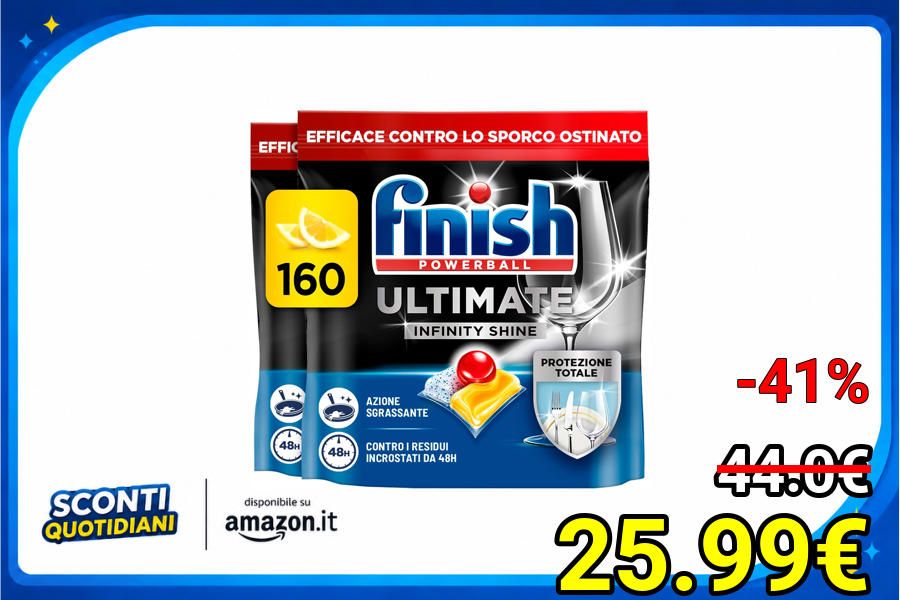 EFFIC
EFFICACE CONTRO LO SPORCO OSTINATO
160
finish
POWERBALL
ULTIMATE
INFINITY SHINE
PROTEZIONE
TOTALE
AZIONE
SGRASSANTE
48H
48H
CONTRO I RESIDUI
INCROSTATI DA 48H
-41%
44.0€
25.99€
SCONTI
QUOTIDIANI
disponibile su
amazon.it